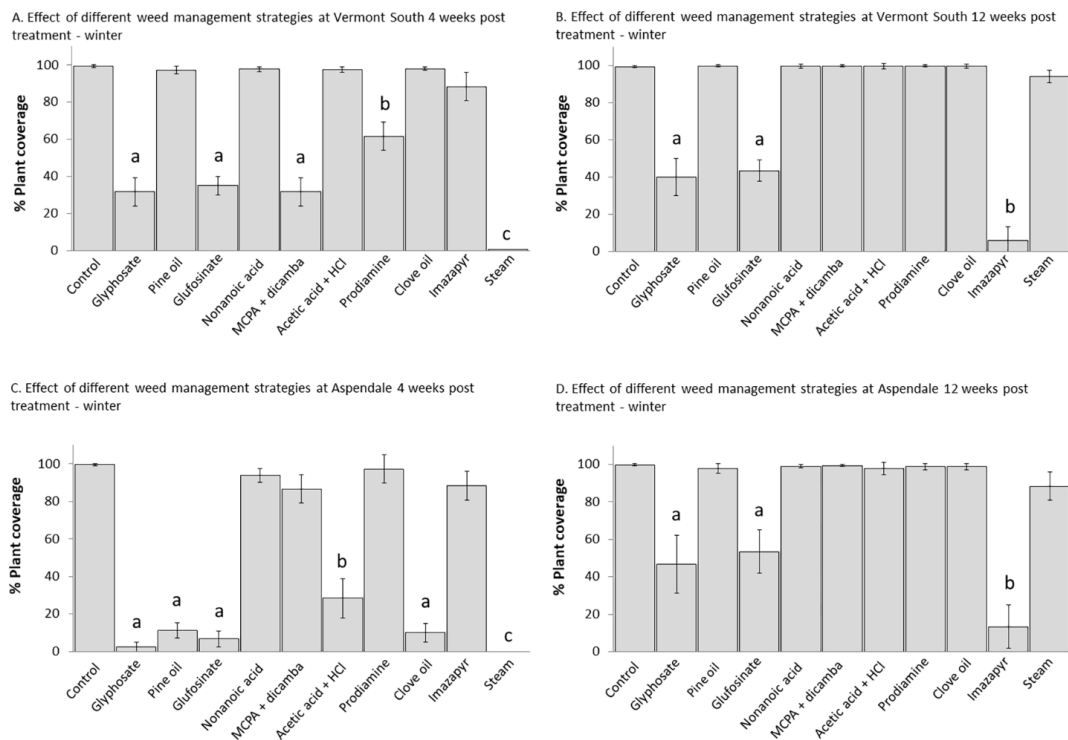 A. Effect of different weed management strategies at Vermont South 4 weeks post
treatment - winter
% Plant coverage
100
80
60
40
20
0
a
a
a
b
c
Control
Glyphosate
Pine oil
Glufosinate
Nonanoic acid
MCPA + dicamba
Acetic acid + HCl
Prodiamine
Clove oil
Imazapyr
Steam
B. Effect of different weed management strategies at Vermont South 12 weeks post
treatment - winter
% Plant coverage
100
80
60
40
20
0
a
a
b
Control
Glyphosate
Pine oil
Glufosinate
Nonanoic acid
MCPA + dicamba
Acetic acid + HCl
Prodiamine
Clove oil
Imazapyr
Steam
C. Effect of different weed management strategies at Aspendale 4 weeks post
treatment - winter
% Plant coverage
100
80
60
40
20
0
a
a
a
b
a
c
Control
Glyphosate
Pine oil
Glufosinate
Nonanoic acid
MCPA + dicamba
Acetic acid + HCl
Prodiamine
Clove oil
Imazapyr
Steam
D. Effect of different weed management strategies at Aspendale 12 weeks post
treatment - winter
% Plant coverage
100
80
60
40
20
0
a
a
b
Control
Glyphosate
Pine oil
Glufosinate
Nonanoic acid
MCPA + dicamba
Acetic acid + HCl
Prodiamine
Clove oil
Imazapyr
Steam